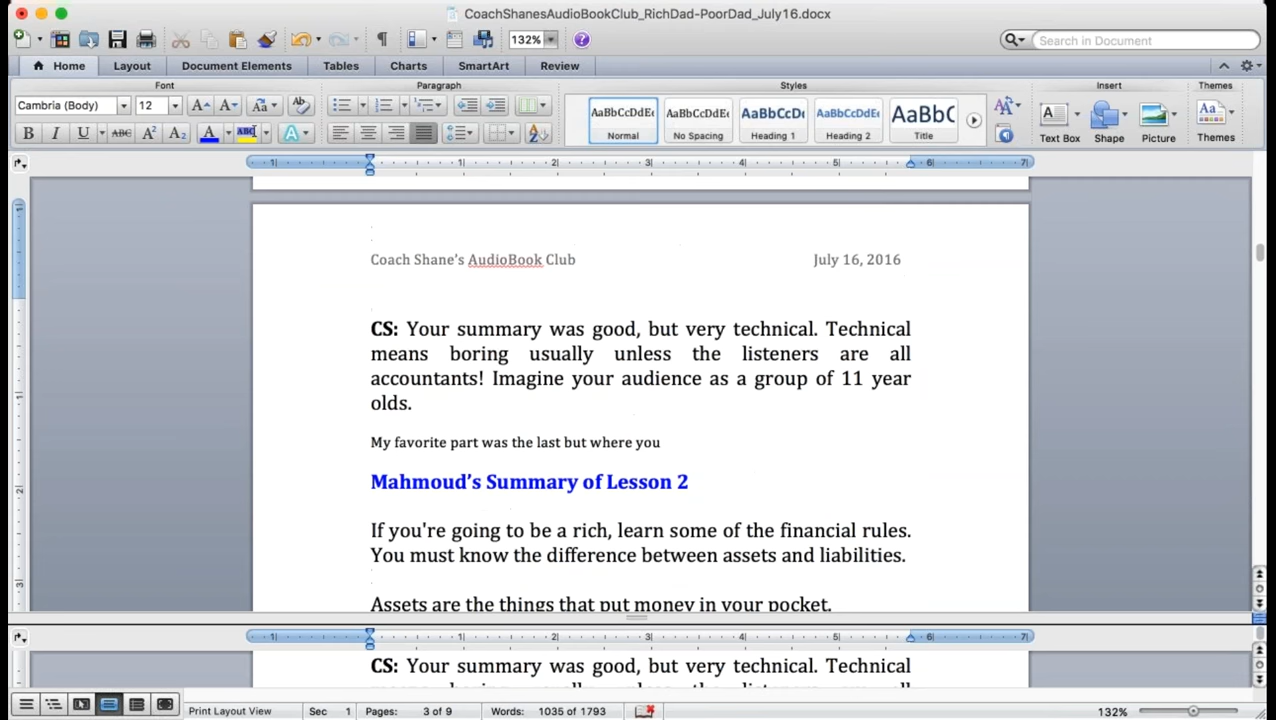 CoachShanesAudioBookClub_RichDad-PoorDad_July16.docx
132%
Search in Document
Home Layout Document Elements Tables Charts SmartArt Review
Font Paragraph Styles Insert Themes
Cambria (Body) 12
AaBbCcDdEe AaBbCcDdEe AaBbCcDc AaBbCcDdEe AaBbC
Normal No Spacing Heading 1 Heading 2 Title
Text Box Shape Picture Themes
Coach Shane's AudioBook Club July 16, 2016
CS: Your summary was good, but very technical. Technical
means boring usually unless the listeners are all
accountants! Imagine your audience as a group of 11 year
olds.
My favorite part was the last but where you
Mahmoud's Summary of Lesson 2
If you're going to be a rich, learn some of the financial rules.
You must know the difference between assets and liabilities.
Assets are the things that put money in your pocket.
CS: Your summary was good, but very technical. Technical
Print Layout View Sec 1 Pages: 3 of 9 Words: 1035 of 1793 132%